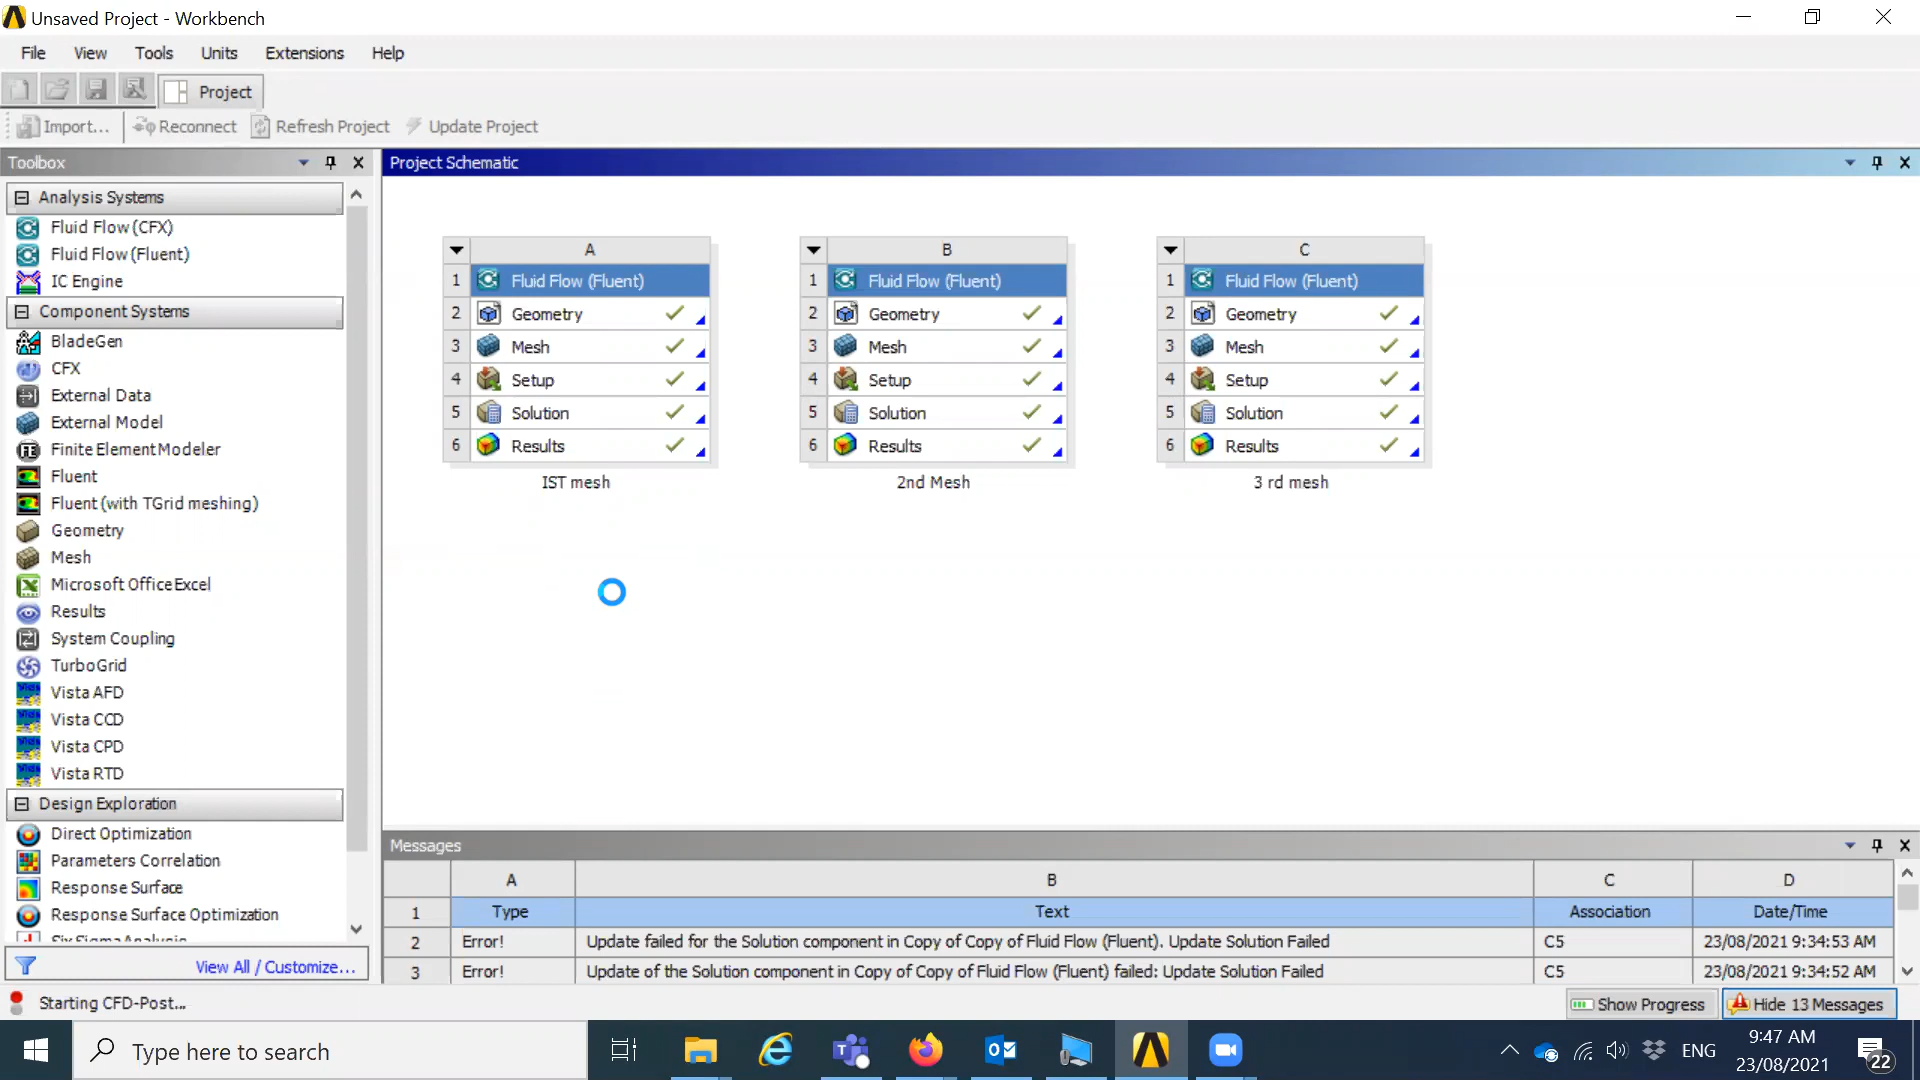 Unsaved Project - Workbench
File View Tools Units Extensions Help
Project
Import... Reconnect Refresh Project Update Project
Toolbox
Analysis Systems
Fluid Flow (CFX)
Fluid Flow (Fluent)
IC Engine
Component Systems
BladeGen
CFX
External Data
External Model
Finite Element Modeler
Fluent
Fluent (with TGrid meshing)
Geometry
Mesh
Microsoft Office Excel
Results
System Coupling
TurboGrid
Vista AFD
Vista CCD
Vista CPD
Vista RTD
Design Exploration
Direct Optimization
Parameters Correlation
Response Surface
Response Surface Optimization
Six Sigma Analysis
View All / Customize...
Project Schematic
A
1 Fluid Flow (Fluent)
2 Geometry
3 Mesh
4 Setup
5 Solution
6 Results
IST mesh
B
1 Fluid Flow (Fluent)
2 Geometry
3 Mesh
4 Setup
5 Solution
6 Results
2nd Mesh
C
1 Fluid Flow (Fluent)
2 Geometry
3 Mesh
4 Setup
5 Solution
6 Results
3 rd mesh
Messages
A B C D
1 Type Text Association Date/Time
2 Error! Update failed for the Solution component in Copy of Copy of Fluid Flow (Fluent). Update Solution Failed C5 23/08/2021 9:34:53 AM
3 Error! Update of the Solution component in Copy of Copy of Fluid Flow (Fluent) failed: Update Solution Failed C5 23/08/2021 9:34:52 AM
Starting CFD-Post... Show Progress Hide 13 Messages
Type here to search
ENG
9:47 AM
23/08/2021
22